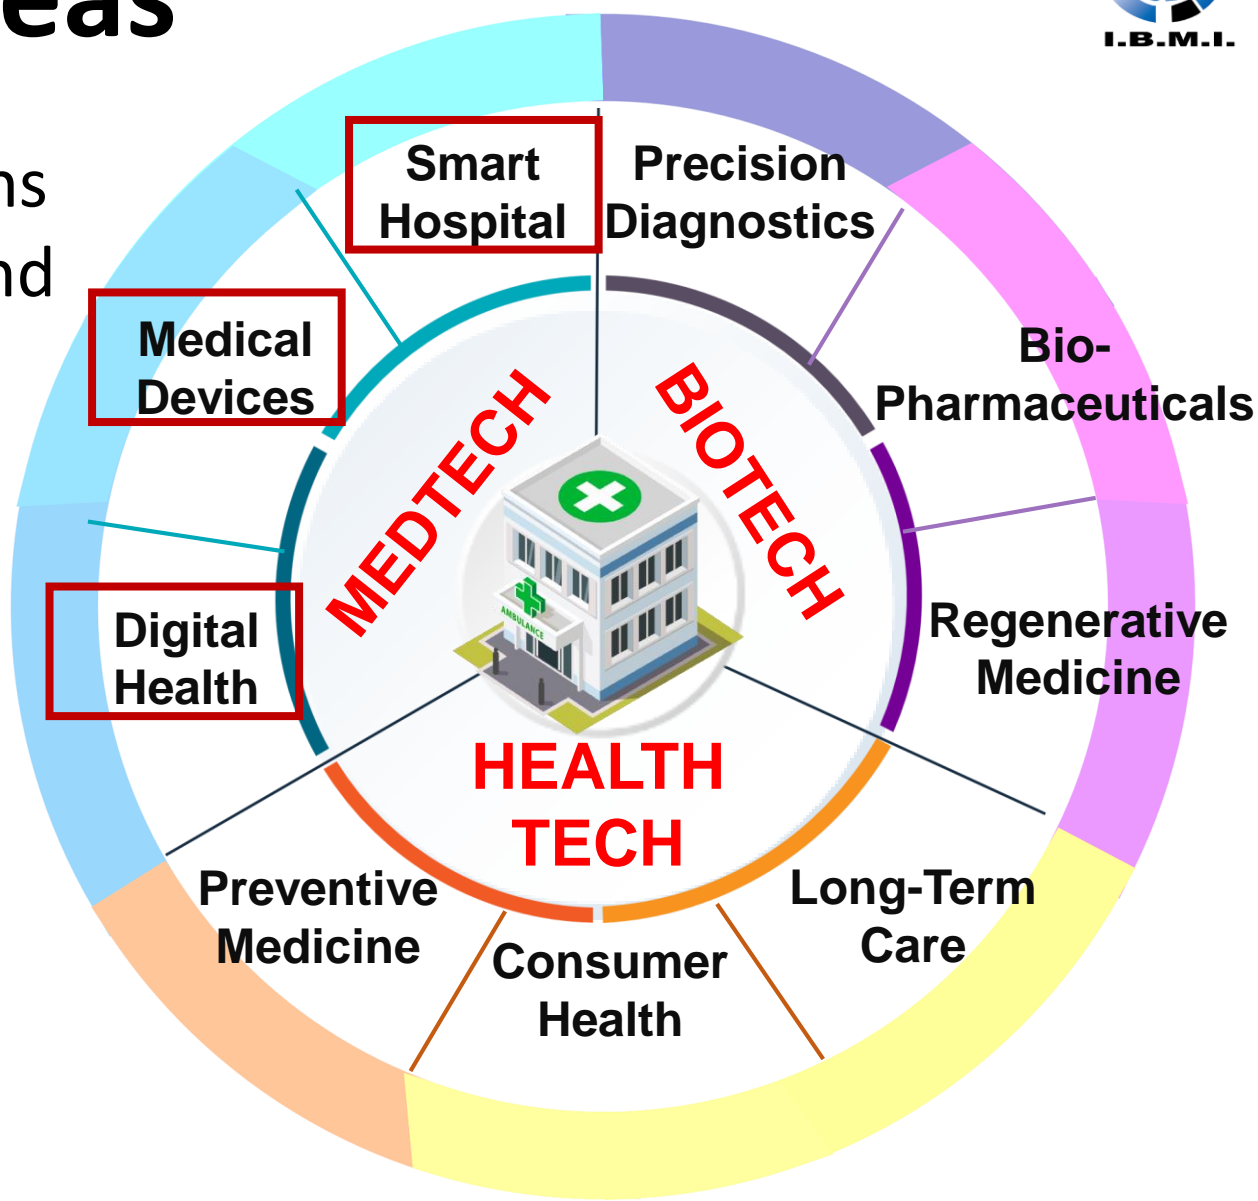 eas
I.B.M.I.
ns
nd
Smart
Hospital
Precision
Diagnostics
Medical
Devices
Bio-
Pharmaceuticals
MEDTECH
BIOTECH
AMBULANCE
Digital
Health
Regenerative
Medicine
HEALTH
TECH
Preventive
Medicine
Consumer
Health
Long-Term
Care